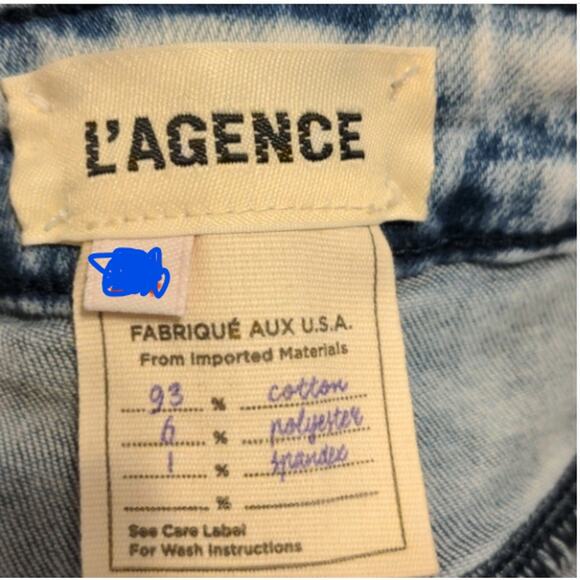 L'AGENCE
FABRIQUÉ AUX U.S.A.
From Imported Materials
93 % cotton
6 % polyester
1 % spandex
%
See Care Label
For Wash Instructions